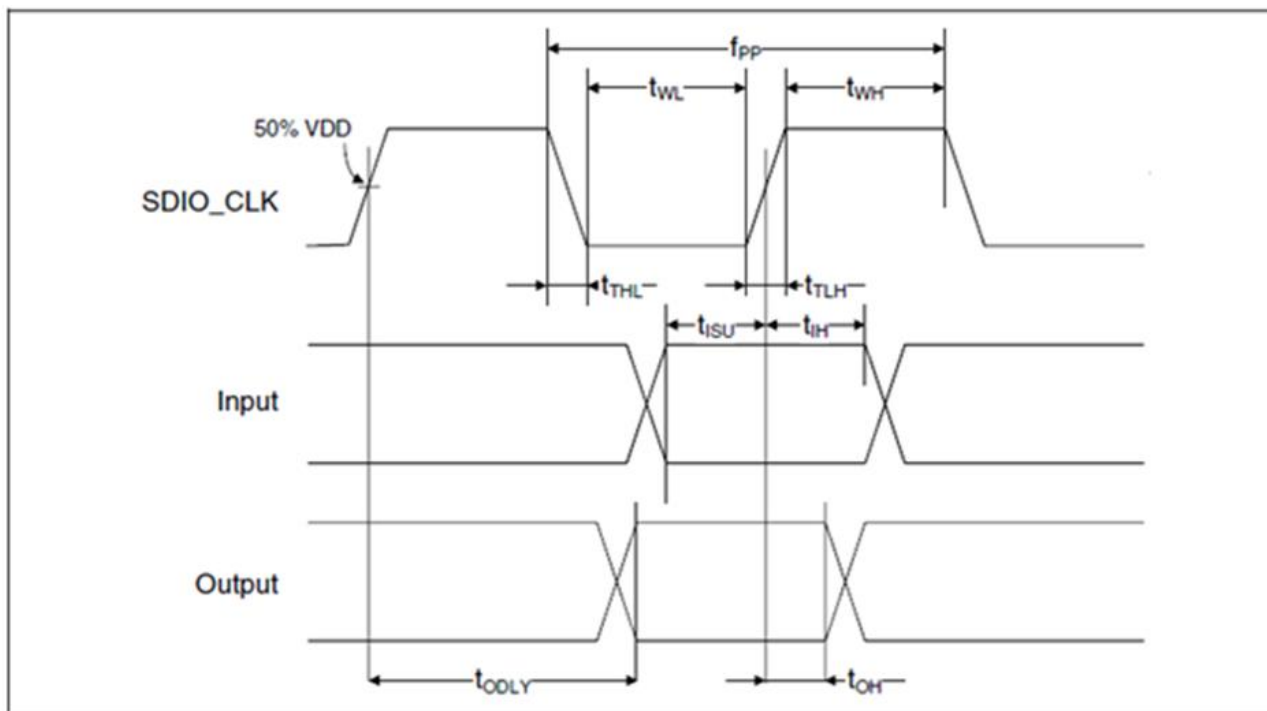 fPP
tWL
tWH
50% VDD
SDIO_CLK
tTHL
tTLH
tISU
tIH
Input
Output
tODLY
tOH